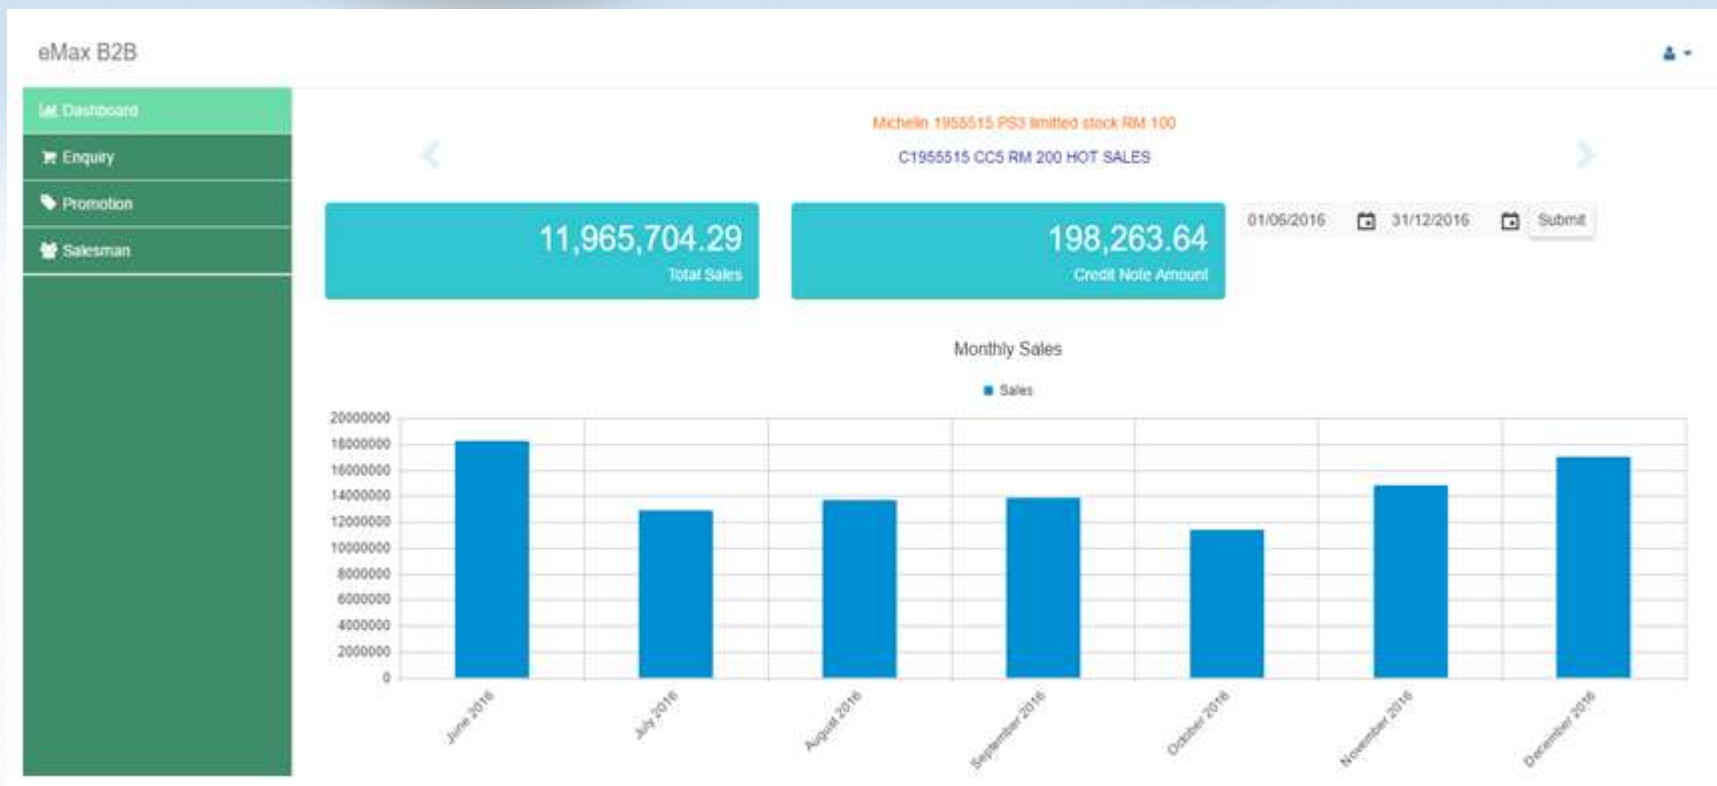 eMax B2B
Dashboard
Enquiry
Promotion
Salesman
Michelin 1955515 PS3 limitted stock RM 100
C1955515 CC5 RM 200 HOT SALES
11,965,704.29
Total Sales
198,263.64
Credit Note Amount
01/06/2016 31/12/2016 Submit
Monthly Sales
Sales
20000000
18000000
16000000
14000000
12000000
10000000
8000000
6000000
4000000
2000000
0
June 2016
July 2016
August 2016
September 2016
October 2016
November 2016
December 2016